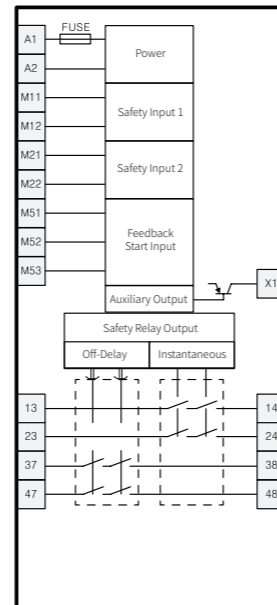 FUSE
A1
Power
A2
M11
Safety Input 1
M12
M21
Safety Input 2
M22
M51
Feedback
Start Input
M52
M53
X1
Auxiliary Output
Safety Relay Output
Off-Delay Instantaneous
13 14
23 24
37 38
47 48